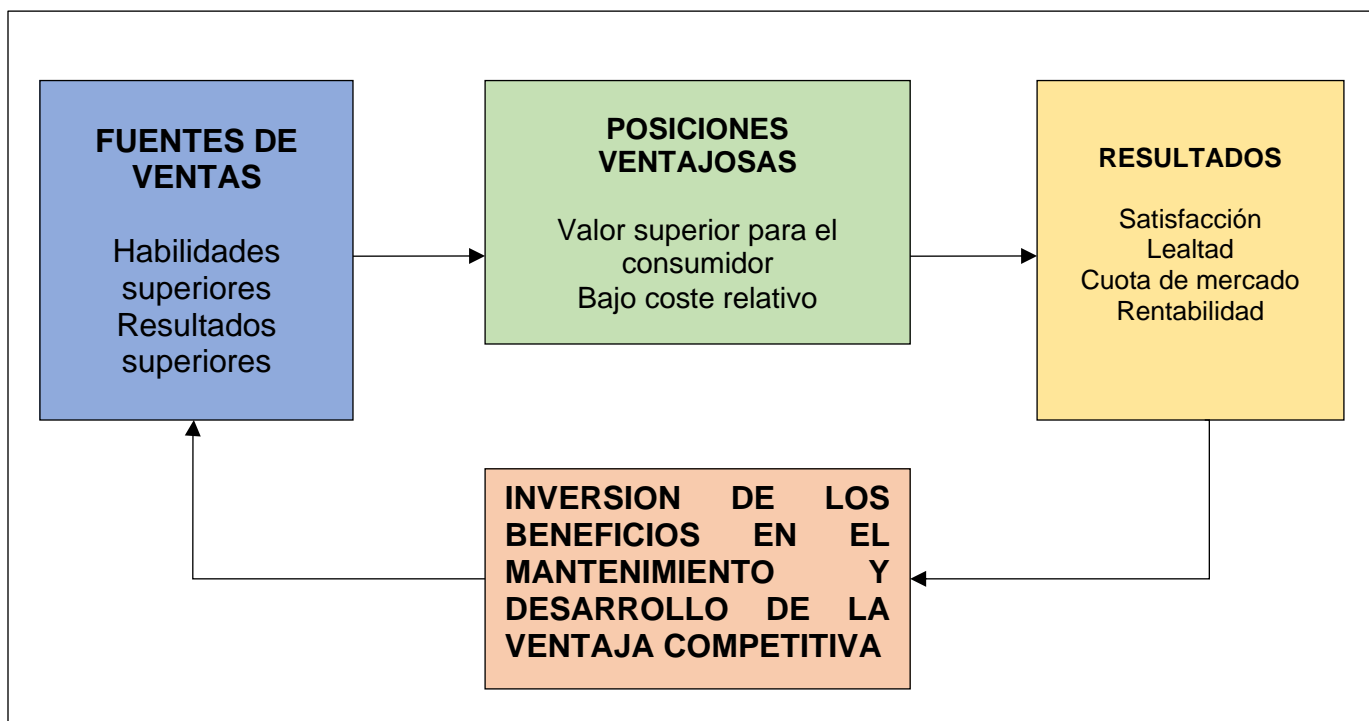 FUENTES DE
VENTAS
Habilidades
superiores
Resultados
superiores
POSICIONES
VENTAJOSAS
Valor superior para el
consumidor
Bajo coste relativo
RESULTADOS
Satisfacción
Lealtad
Cuota de mercado
Rentabilidad
INVERSION DE LOS
BENEFICIOS EN EL
MANTENIMIENTO Y
DESARROLLO DE LA
VENTAJA COMPETITIVA